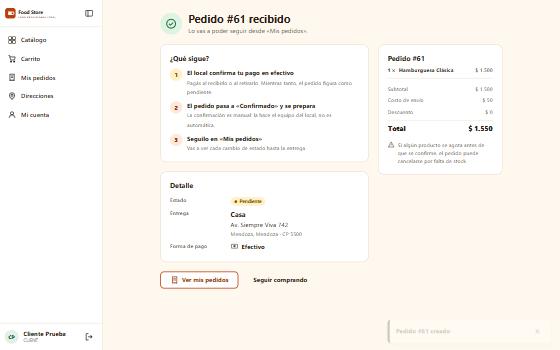 Food Store
Catálogo
Carrito
Mis pedidos
Direcciones
Mi cuenta
CP
Cliente Prueba
CLIENT
Pedido #61 recibido
Lo vas a poder seguir desde «Mis pedidos».
¿Qué sigue?
1 El local confirma tu pago en efectivo
Pagás al recibirlo o al retirarlo. Mientras tanto, el pedido figura como
pendiente.
2 El pedido pasa a «Confirmado» y se prepara
La confirmación es manual: la hace el equipo del local, no es
automática.
3 Seguilo en «Mis pedidos»
Vas a ver cada cambio de estado hasta la entrega.
Detalle
Estado Pendiente
Entrega Casa
Av. Siempre Viva 742
Mendoza, Mendoza · CP 5500
Forma de pago Efectivo
Ver mis pedidos Seguir comprando
Pedido #61
1 × Hamburguesa Clásica $ 1.500
Subtotal $ 1.500
Costo de envío $ 50
Descuento $ 0
Total $ 1.550
Si algún producto se agota antes de
que se confirme, el pedido puede
cancelarse por falta de stock.
Pedido #61 creado